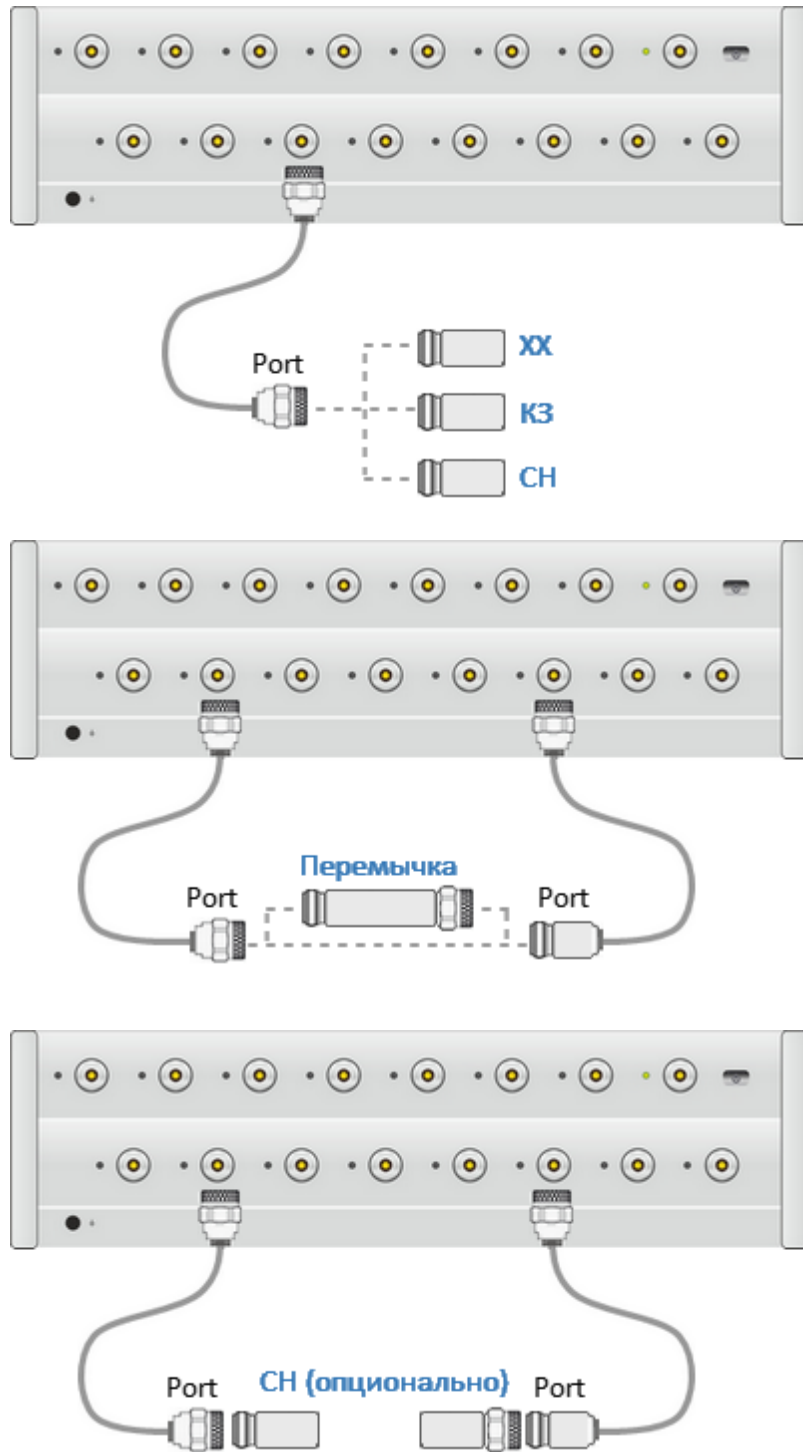 Port
ХХ
КЗ
СН
Перемычка
Port
Port
Port
СН (опционально)
Port